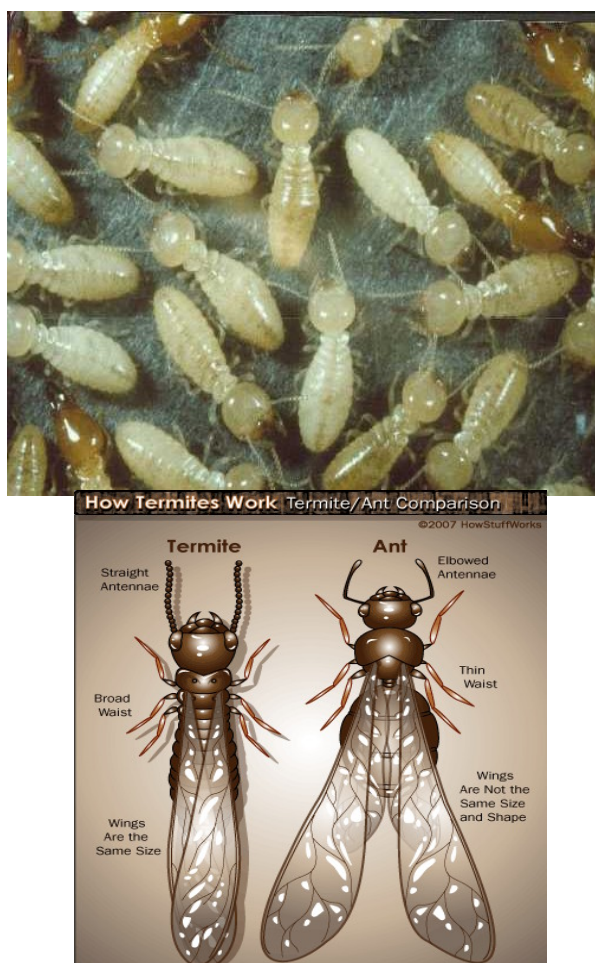 How Termites Work Termite/Ant Comparison
©2007 HowStuffWorks
Termite
Ant
Straight
Antennae
Elbowed
Antennae
Broad
Waist
Thin
Waist
Wings
Are the
Same Size
Wings
Are Not the
Same Size
and Shape